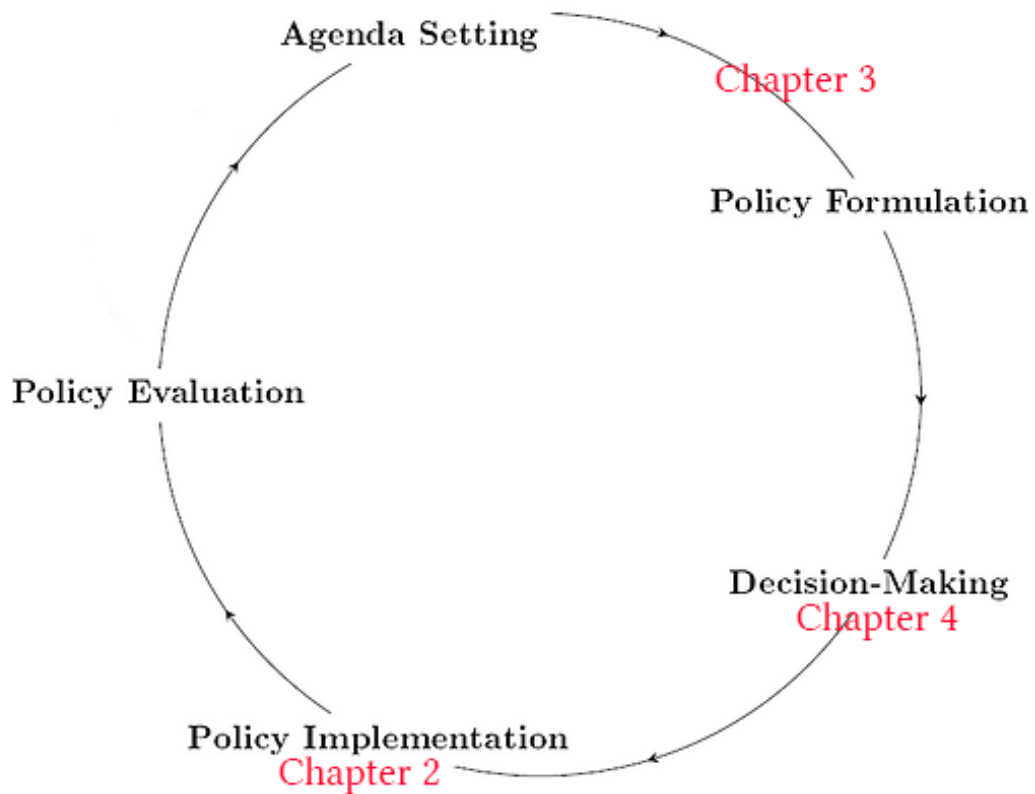 Agenda Setting
Chapter 3
Policy Formulation
Policy Evaluation
Decision-Making
Chapter 4
Policy Implementation
Chapter 2